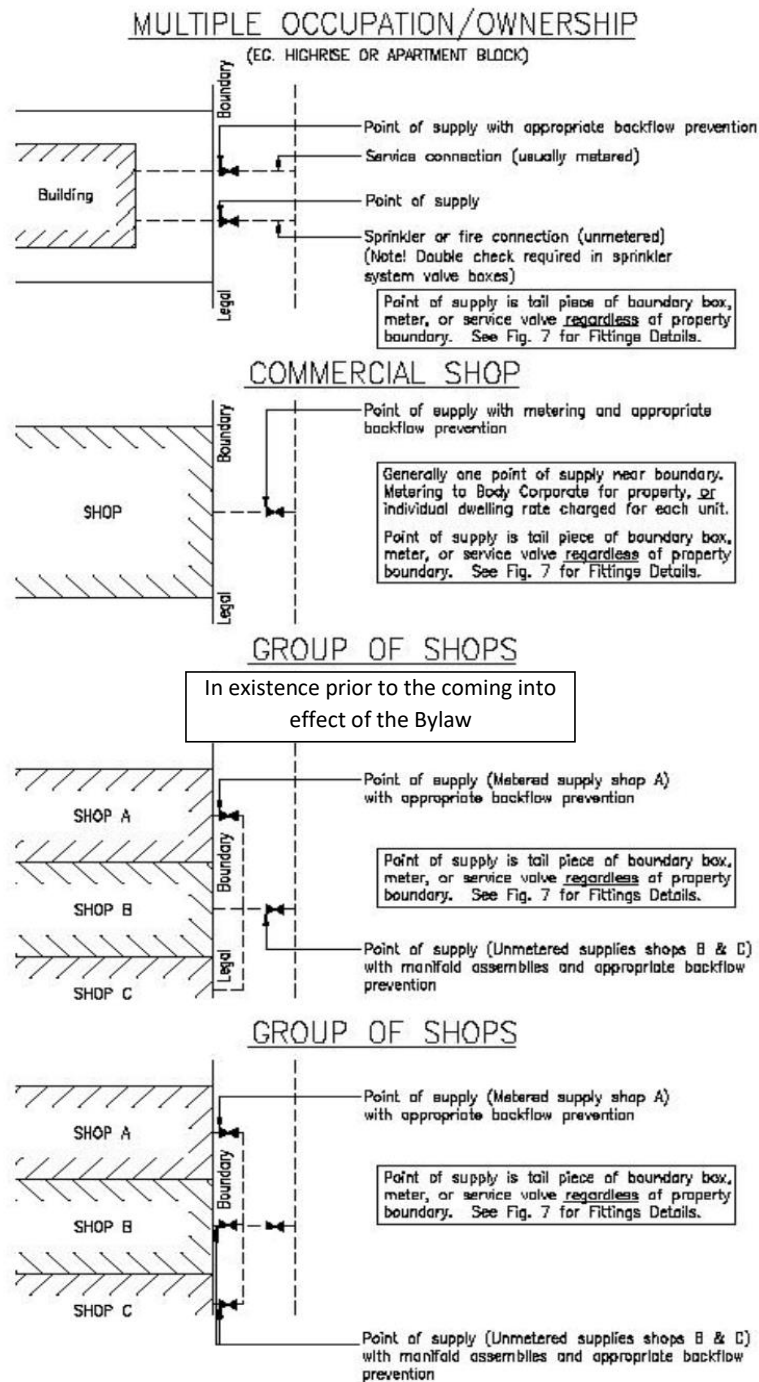 MULTIPLE OCCUPATION/OWNERSHIP
(EG. HIGHRISE OR APARTMENT BLOCK)
Boundary
Point of supply with appropriate backflow prevention
Service connection (usually metered)
Building
Point of supply
Sprinkler or fire connection (unmetered)
(Note! Double check required in sprinkler
system valve boxes)
Legal
Point of supply is tail piece of boundary box,
meter, or service valve regardless of property
boundary. See Fig. 7 for Fittings Details.
COMMERCIAL SHOP
Boundary
Point of supply with metering and appropriate
backflow prevention
SHOP
Generally one point of supply near boundary.
Metering to Body Corporate for property, or
individual dwelling rate charged for each unit.
Point of supply is tail piece of boundary box,
meter, or service valve regardless of property
boundary. See Fig. 7 for Fittings Details.
Legal
GROUP OF SHOPS
In existence prior to the coming into
effect of the Bylaw
Point of supply (Metered supply shop A)
with appropriate backflow prevention
SHOP A
Boundary
Point of supply is tail piece of boundary box,
meter, or service valve regardless of property
boundary. See Fig. 7 for Fittings Details.
SHOP B
Legal
Point of supply (Unmetered supplies shops B & C)
with manifold assemblies and appropriate backflow
prevention
SHOP C
GROUP OF SHOPS
Point of supply (Metered supply shop A)
with appropriate backflow prevention
SHOP A
Boundary
Point of supply is tail piece of boundary box,
meter, or service valve regardless of property
boundary. See Fig. 7 for Fittings Details.
SHOP B
SHOP C
Point of supply (Unmetered supplies shops B & C)
with manifold assemblies and appropriate backflow
prevention